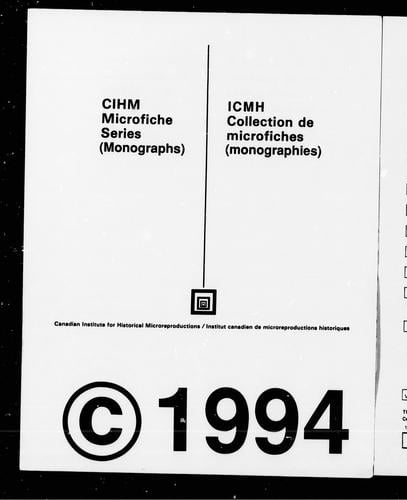 CIHM
Microfiche
Series
(Monographs)
ICMH
Collection de
microfiches
(monographies)
Canadian Institute for Historical Microreproductions / Institut canadien de microreproductions historiques
© 1994